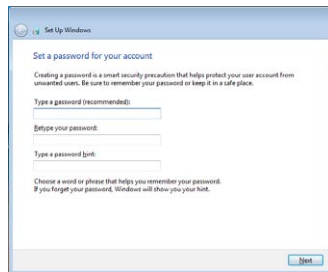 Set Up Windows
Set a password for your account
Creating a password is a smart security precaution that helps protect your user account from
unwanted users. Be sure to remember your password or keep it in a safe place.
Type a password (recommended):
Retype your password:
Type a password hint:
Choose a word or phrase that helps you remember your password.
If you forget your password, Windows will show you your hint.
Next